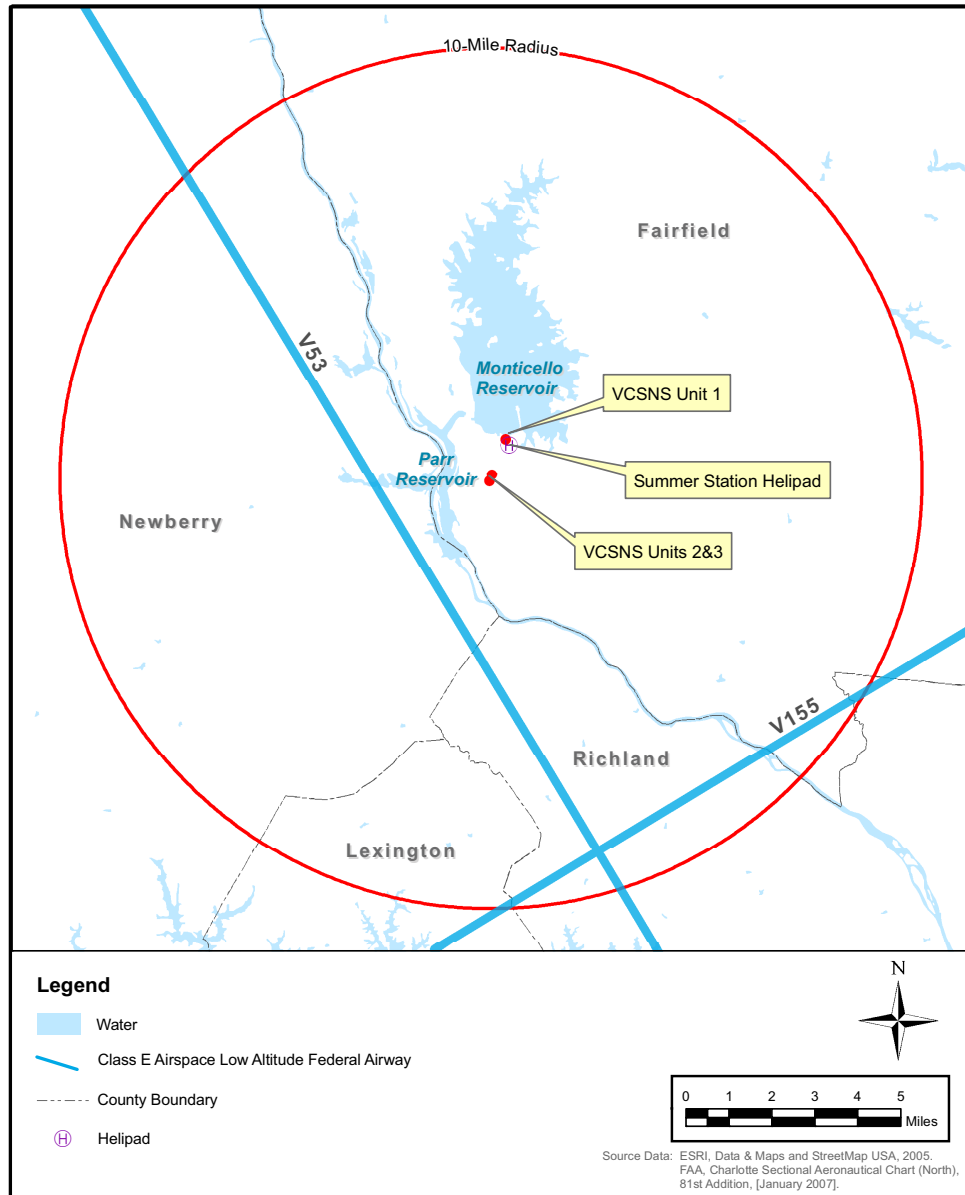 10-Mile Radius
Fairfield
V53
Monticello
Reservoir
VCSNS Unit 1
H
Parr
Reservoir
Summer Station Helipad
Newberry
VCSNS Units 2&3
V155
Richland
Lexington
Legend
Water
Class E Airspace Low Altitude Federal Airway
County Boundary
H
Helipad
N
0 1 2 3 4 5
Miles
Source Data: ESRI, Data & Maps and StreetMap USA, 2005.
FAA, Charlotte Sectional Aeronautical Chart (North),
81st Addition, [January 2007].